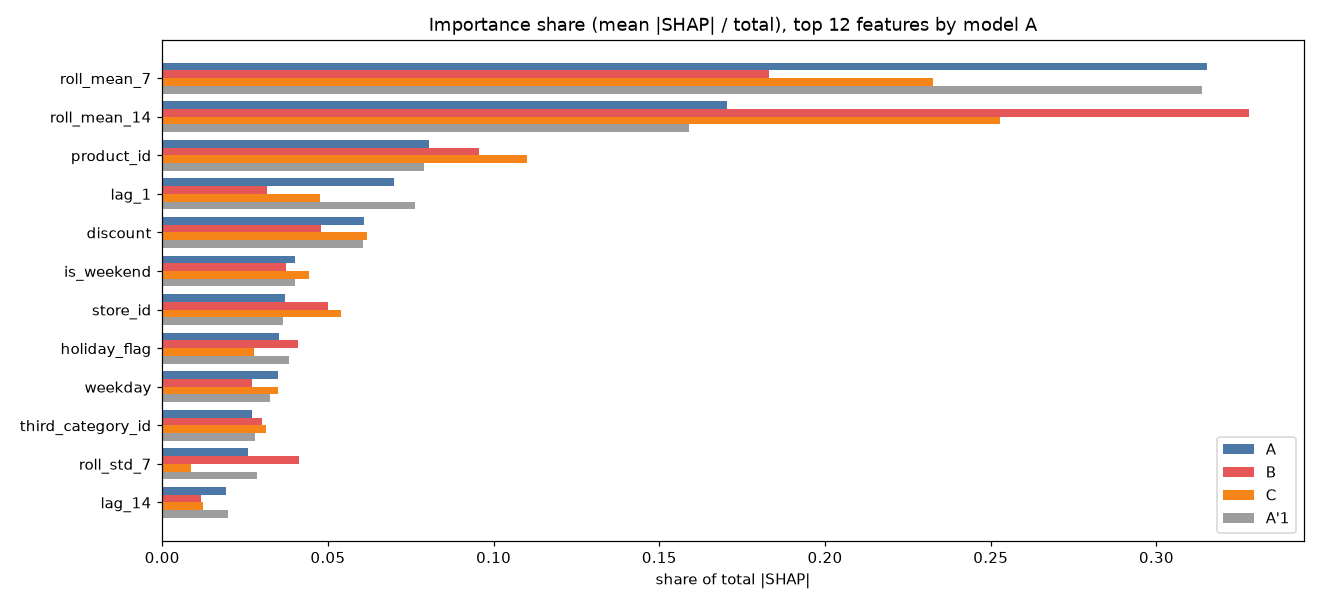 Importance share (mean |SHAP| / total), top 12 features by model A
roll_mean_7
roll_mean_14
product_id
lag_1
discount
is_weekend
store_id
holiday_flag
weekday
third_category_id
roll_std_7
lag_14
A
B
C
A'1
0.00 0.05 0.10 0.15 0.20 0.25 0.30
share of total |SHAP|